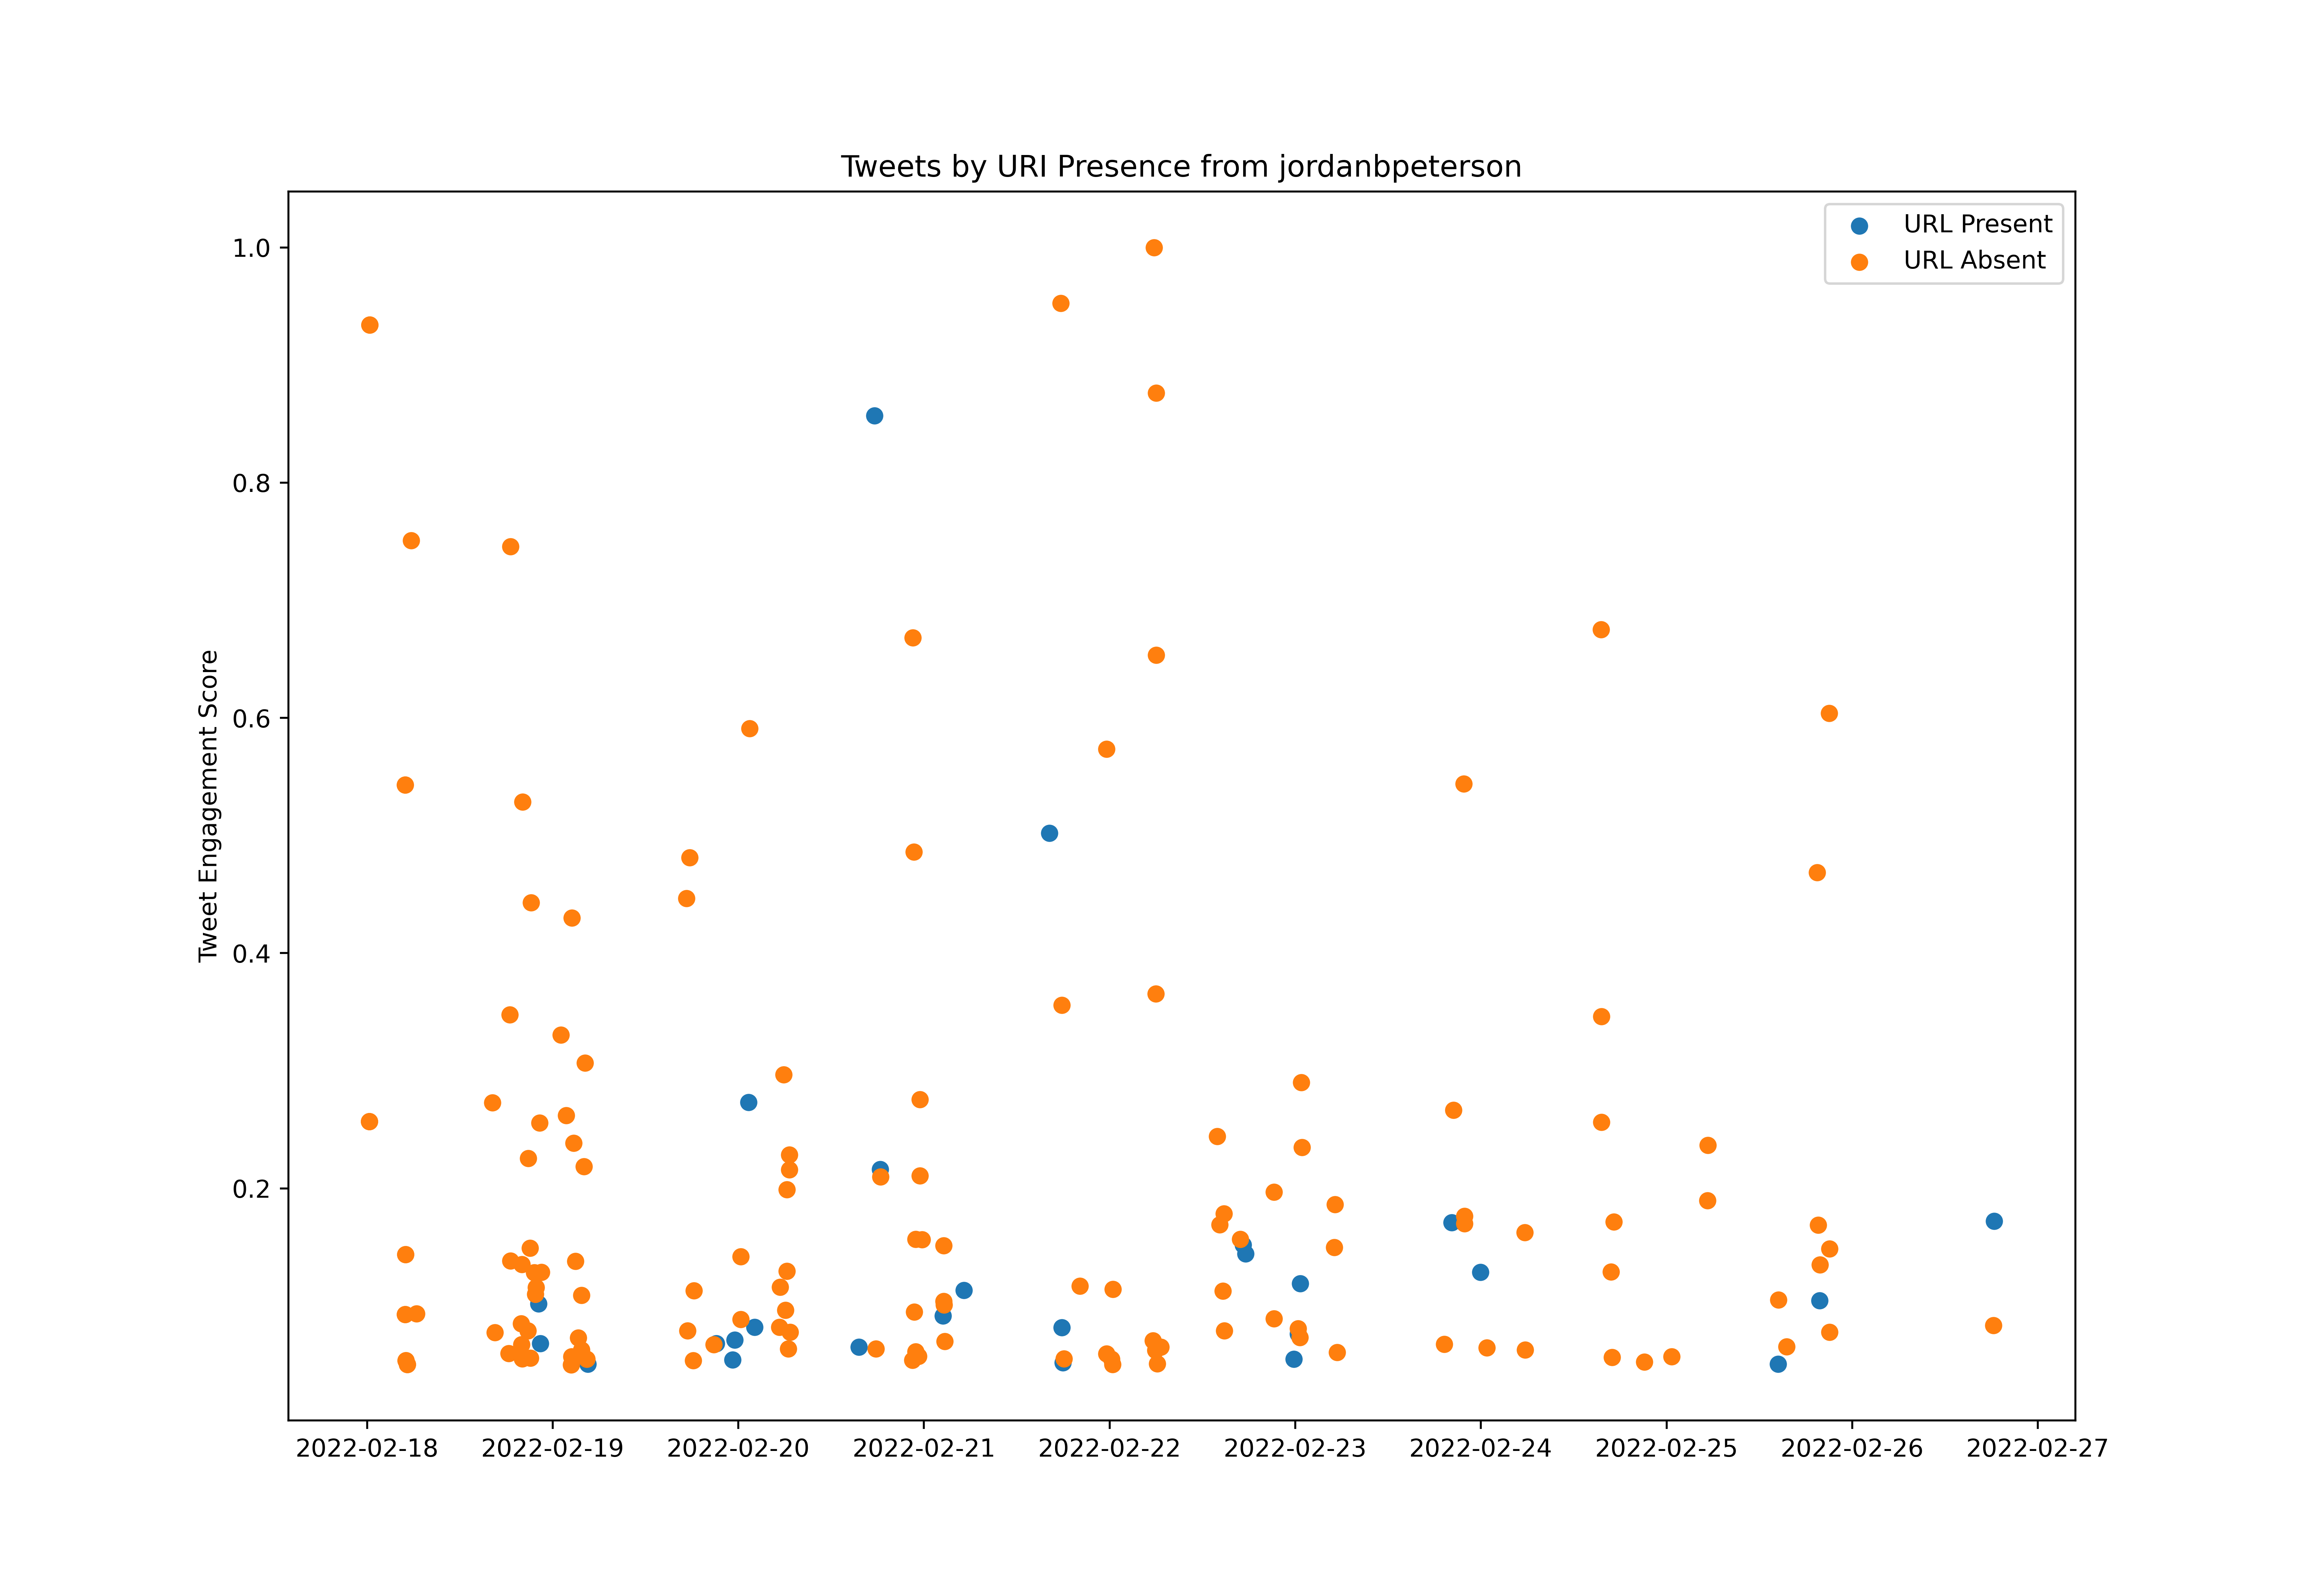 Tweets by URI Presence from jordanbpeterson
URL Present
URL Absent
Tweet Engagement Score
1.0
0.8
0.6
0.4
0.2
2022-02-18 2022-02-19 2022-02-20 2022-02-21 2022-02-22 2022-02-23 2022-02-24 2022-02-25 2022-02-26 2022-02-27